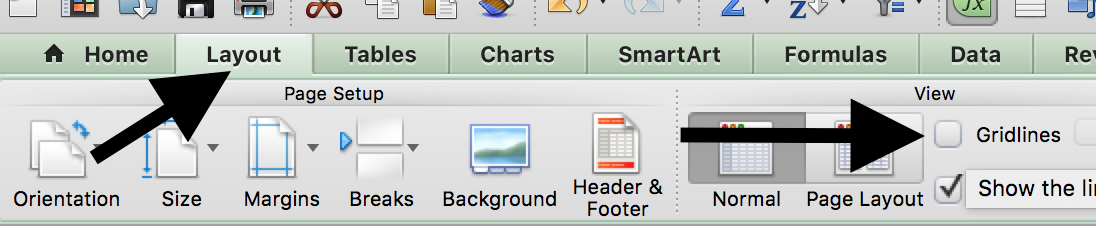 Home Layout Tables Charts SmartArt Formulas Data
Page Setup View
Gridlines
Orientation Size Margins Breaks Background Header & Footer Normal Page Layout
Show the